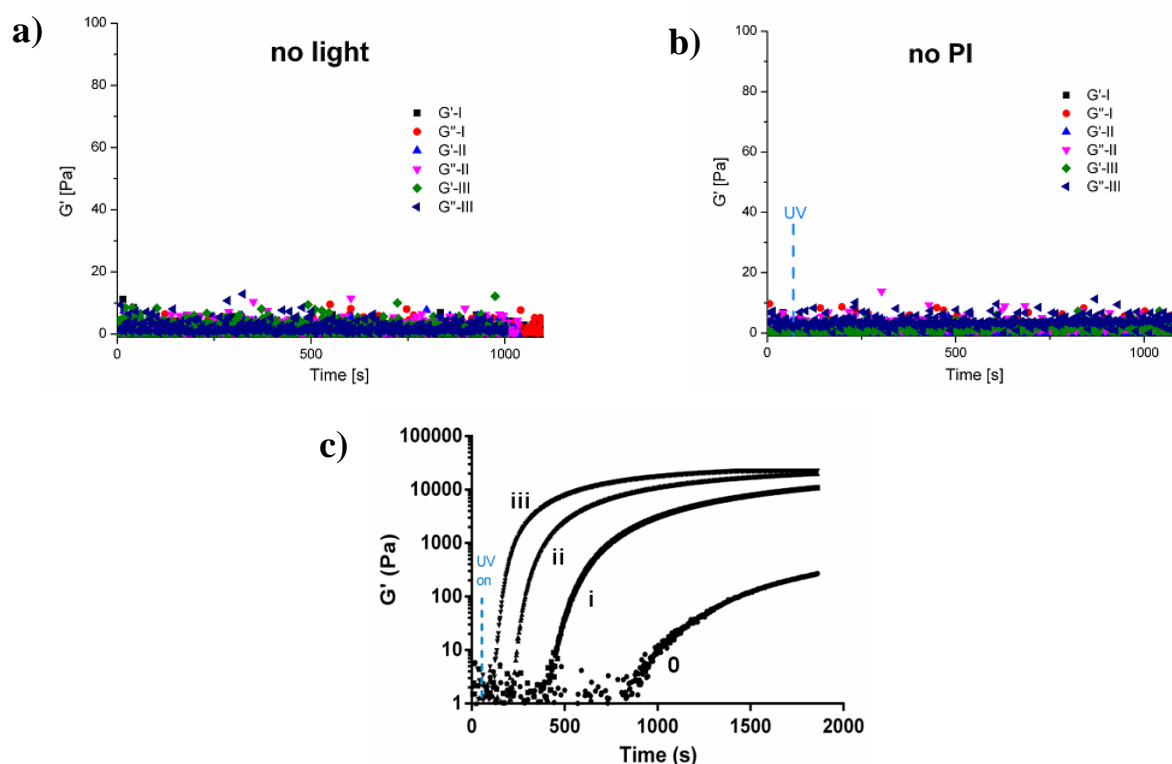 a)
no light
G' [Pa]
100
80
60
40
20
0
G'-I
G''-I
G'-II
G''-II
G'-III
G''-III
0
500
1000
Time [s]
b)
no PI
G' [Pa]
100
80
60
40
20
0
UV
G'-I
G''-I
G'-II
G''-II
G'-III
G''-III
0
500
1000
Time [s]
c)
G' (Pa)
100000
10000
1000
100
10
1
UV
on
iii
ii
i
0
0
500
1000
1500
2000
Time (s)